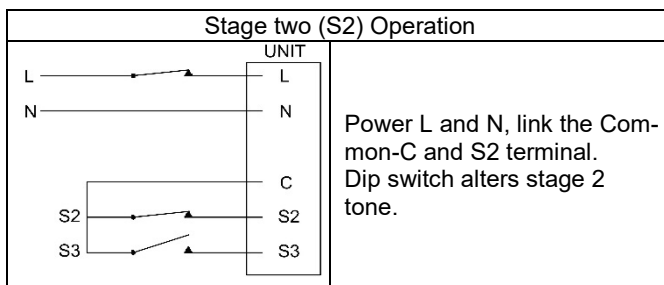 Stage two (S2) Operation
UNIT
L L
N N
C
S2 S2
S3 S3
Power L and N, link the Com-
mon-C and S2 terminal.
Dip switch alters stage 2
tone.